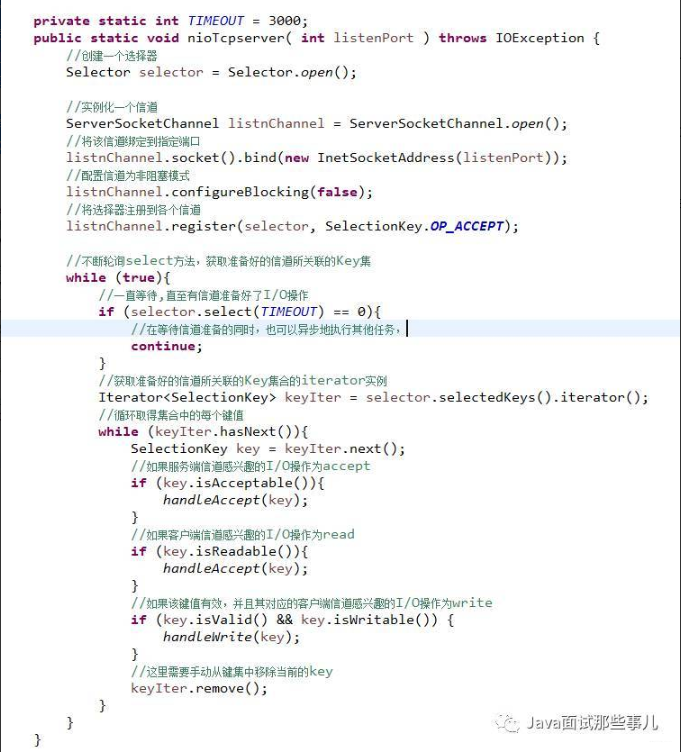 private static int TIMEOUT = 3000;
public static void nioTcpserver( int listenPort ) throws IOException {
//创建一个选择器
Selector selector = Selector.open();
//实例化一个信道
ServerSocketChannel listnChannel = ServerSocketChannel.open();
//将该信道绑定到指定端口
listnChannel.socket().bind(new InetSocketAddress(listenPort));
//配置信道为非阻塞模式
listnChannel.configureBlocking(false);
//将选择器注册到各个信道
listnChannel.register(selector, SelectionKey.OP_ACCEPT);
//不断轮询select方法，获取准备好的信道所关联的Key集
while (true){
//一直等待,直至有信道准备好了I/O操作
if (selector.select(TIMEOUT) == 0){
//在等待信道准备的同时，也可以异步地执行其他任务，
continue;
}
//获取准备好的信道所关联的Key集合的iterator实例
Iterator<SelectionKey> keyIter = selector.selectedKeys().iterator();
//循环取得集合中的每个键值
while (keyIter.hasNext()){
SelectionKey key = keyIter.next();
//如果服务端信道感兴趣的I/O操作为accept
if (key.isAcceptable()){
handleAccept(key);
}
//如果客户端信道感兴趣的I/O操作为read
if (key.isReadable()){
handleAccept(key);
}
//如果该键值有效，并且其对应的客户端信道感兴趣的I/O操作为write
if (key.isValid() && key.isWritable()) {
handleWrite(key);
}
//这里需要手动从键集中移除当前的key
keyIter.remove();
}
}
}
Java面试那些事儿